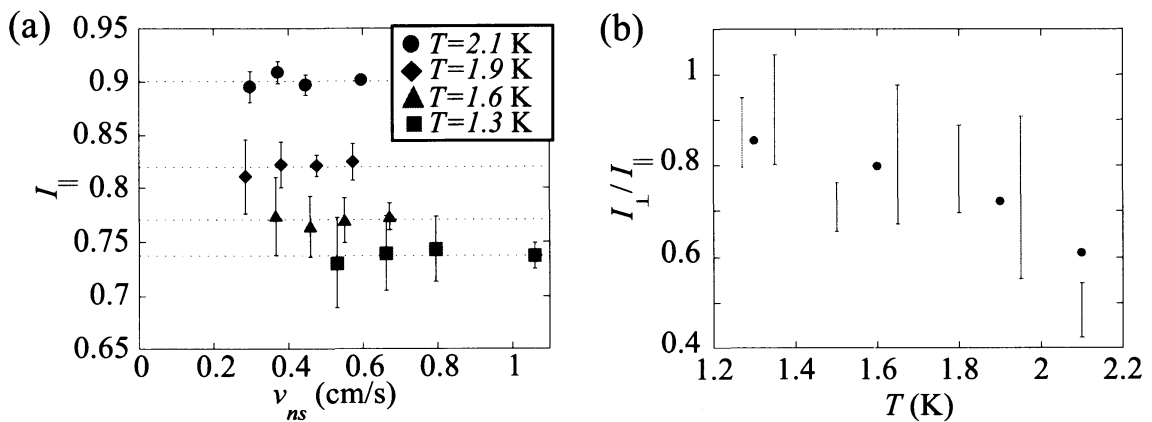 (a)
0.95
0.9
0.85
0.8
0.75
0.7
0.65
I∥
0
0.2
0.4
0.6
0.8
1
v_ns (cm/s)
T=2.1 K
T=1.9 K
T=1.6 K
T=1.3 K
(b)
1
0.8
0.6
0.4
I⊥ / I∥
1.2
1.4
1.6
1.8
2
2.2
T (K)